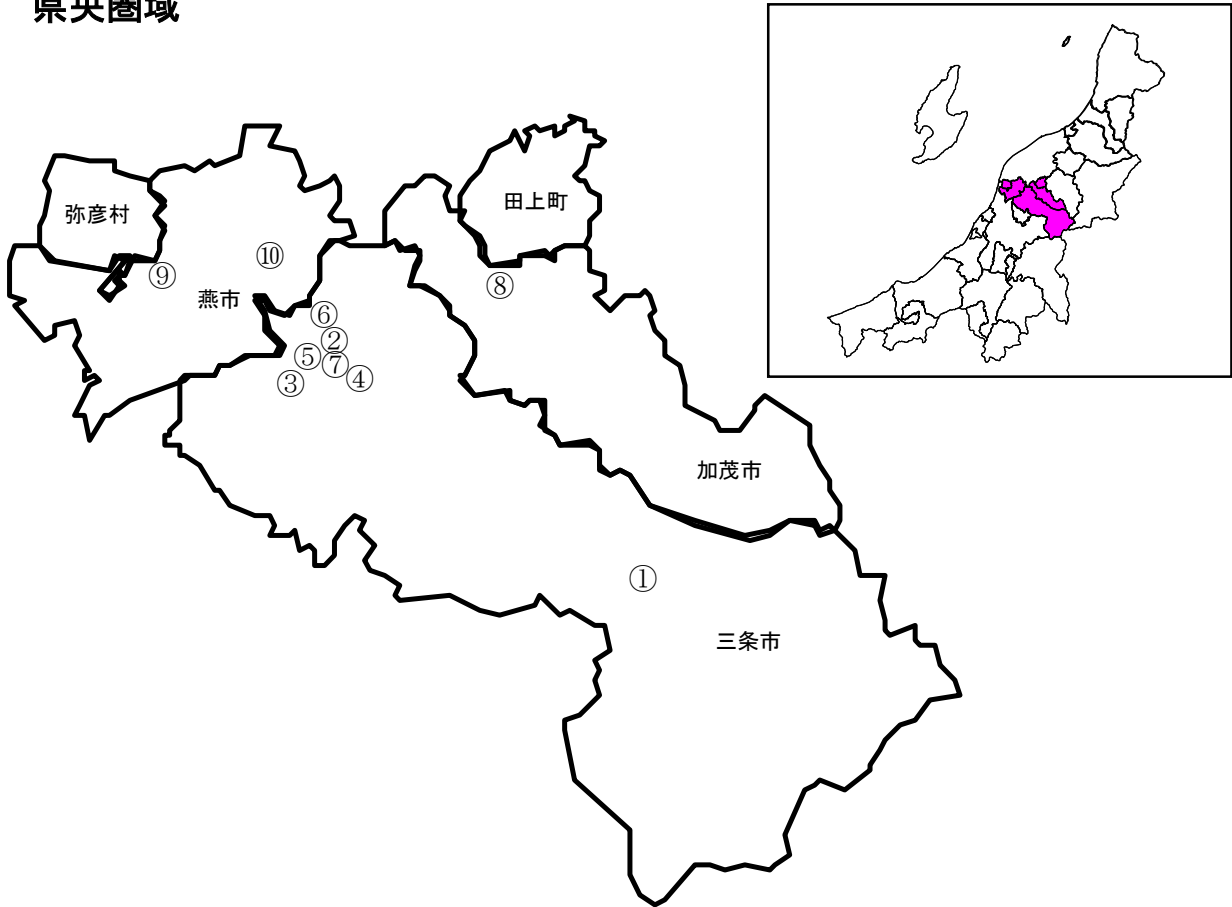 県央圏域
弥彦村
田上町
⑩
⑨
⑧
燕市
⑥
②
⑤
⑦
④
③
加茂市
①
三条市